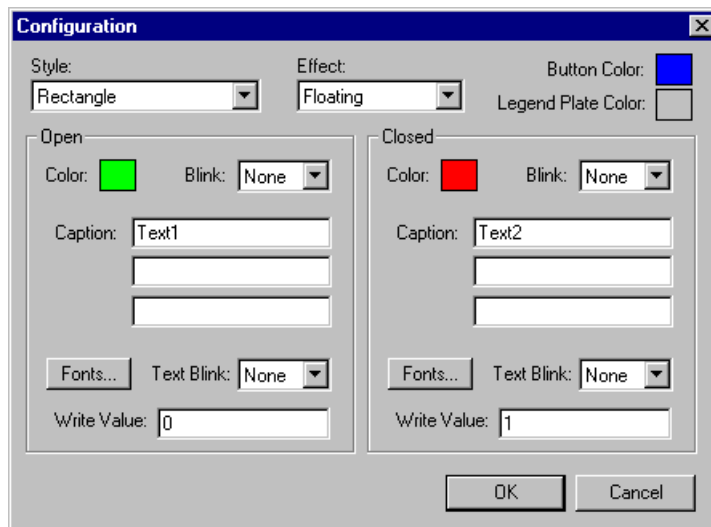 Configuration
Style: Effect: Button Color:
Rectangle Floating Legend Plate Color:
Open Closed
Color: Blink: None Color: Blink: None
Caption: Text1 Caption: Text2
Fonts... Text Blink: None Fonts... Text Blink: None
Write Value: 0 Write Value: 1
OK Cancel